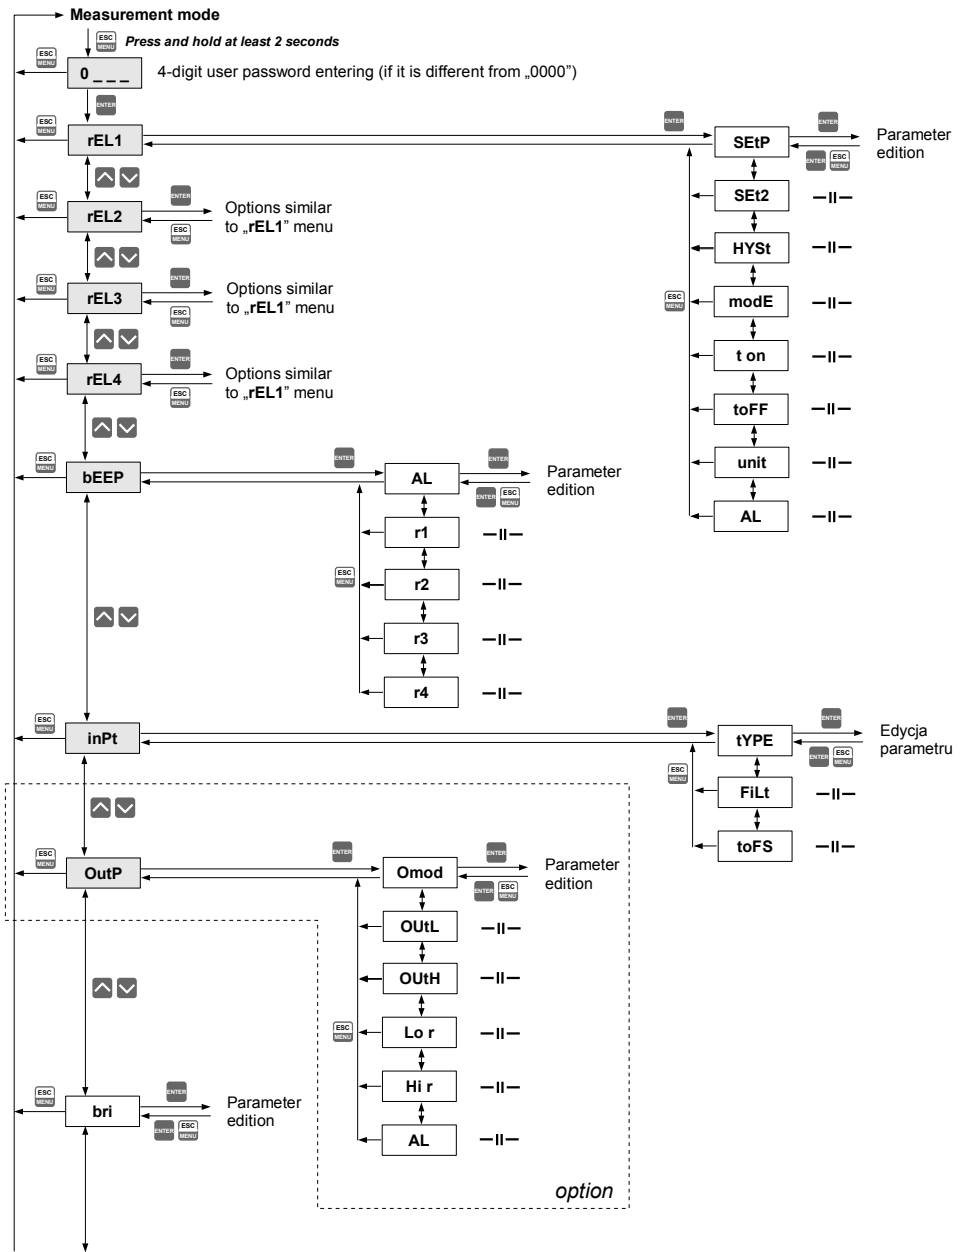 Measurement mode
ESC
MENU
Press and hold at least 2 seconds
ESC
MENU
0 _ _ _
4-digit user password entering (if it is different from „0000”)
ENTER
ESC
MENU
rEL1
ENTER
SEtP
ENTER
ENTER
ESC
MENU
Parameter
edition
SEt2
—II—
HYSt
—II—
ESC
MENU
modE
—II—
t on
—II—
toFF
—II—
unit
—II—
AL
—II—
ESC
MENU
rEL2
ENTER
ESC
MENU
Options similar
to „rEL1” menu
ESC
MENU
rEL3
ENTER
ESC
MENU
Options similar
to „rEL1” menu
ESC
MENU
rEL4
ENTER
ESC
MENU
Options similar
to „rEL1” menu
ESC
MENU
bEEP
ENTER
AL
ENTER
ENTER
ESC
MENU
Parameter
edition
r1
—II—
ESC
MENU
r2
—II—
r3
—II—
r4
—II—
ESC
MENU
inPt
ENTER
tYPE
ENTER
ENTER
ESC
MENU
Edycja
parametru
ESC
MENU
FiLt
—II—
toFS
—II—
ESC
MENU
OutP
ENTER
Omod
ENTER
ENTER
ESC
MENU
Parameter
edition
OUtL
—II—
OUtH
—II—
ESC
MENU
Lo r
—II—
Hi r
—II—
AL
—II—
option
ESC
MENU
bri
ENTER
ENTER
ESC
MENU
Parameter
edition